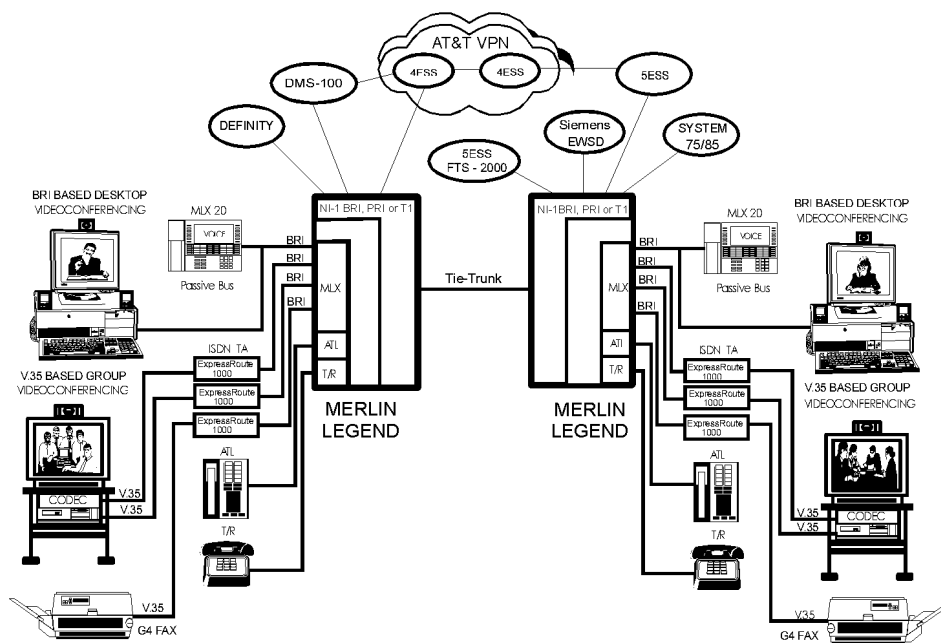 AT&T VPN
4ESS
4ESS
5ESS
DMS-100
DEFINITY
5ESS
FTS - 2000
Siemens
EWSD
SYSTEM
75/85
BRI BASED DESKTOP
VIDEOCONFERENCING
MLX 20
VOICE
Passive Bus
NI-1 BRI, PRI or T1
BRI
BRI
BRI
BRI
MLX
ATL
T/R
MERLIN
LEGEND
Tie-Trunk
NI-1BRI, PRI or T1
BRI
BRI
BRI
BRI
MLX
ATI
T/R
MERLIN
LEGEND
MLX 20
VOICE
Passive Bus
BRI BASED DESKTOP
VIDEOCONFERENCING
ISDN TA
ExpressRoute
1000
ExpressRoute
1000
ExpressRoute
1000
V.35 BASED GROUP
VIDEOCONFERENCING
CODEC
V.35
V.35
ATL
T/R
V.35
G4 FAX
ISDN TA
ExpressRoute
1000
ExpressRoute
1000
ExpressRoute
1000
V.35 BASED GROUP
VIDEOCONFERENCING
V.35
V.35
CODEC
ATL
T/R
V.35
G4 FAX